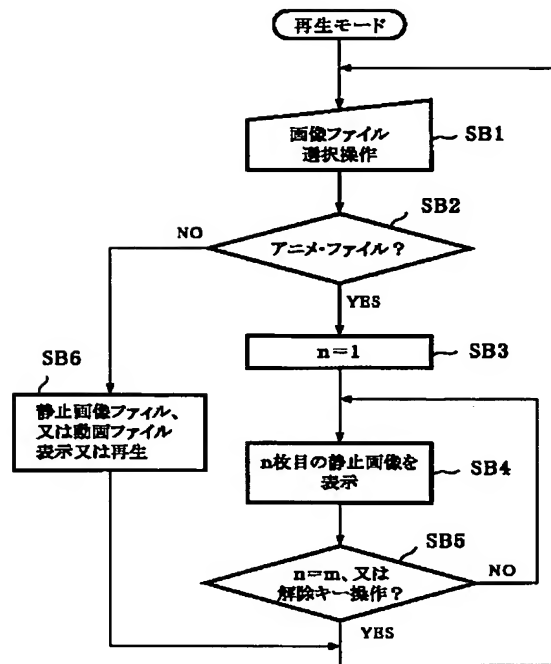 再生モード
画像ファイル
選択操作
SB1
SB2
アニメ・ファイル?
NO
YES
n=1
SB3
SB6
静止画像ファイル、
又は動画ファイル
表示又は再生
n枚目の静止画像を
表示
SB4
SB5
n=m、又は
解除キー操作?
NO
YES